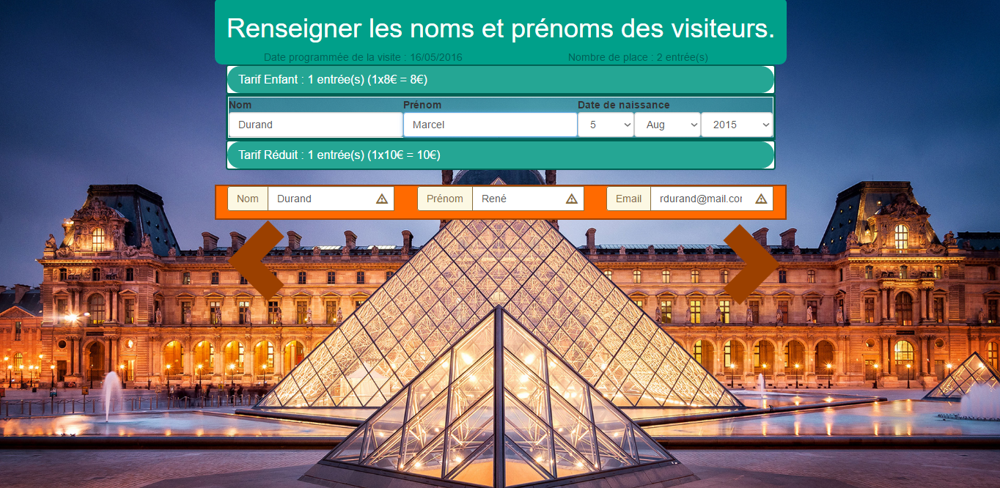 Renseigner les noms et prénoms des visiteurs.
Date programmée de la visite : 16/05/2016 Nombre de place : 2 entrée(s)
Tarif Enfant : 1 entrée(s) (1x8€ = 8€)
Nom Prénom Date de naissance
Durand Marcel 5 Aug 2015
Tarif Réduit : 1 entrée(s) (1x10€ = 10€)
Nom Durand Prénom René Email rdurand@mail.co